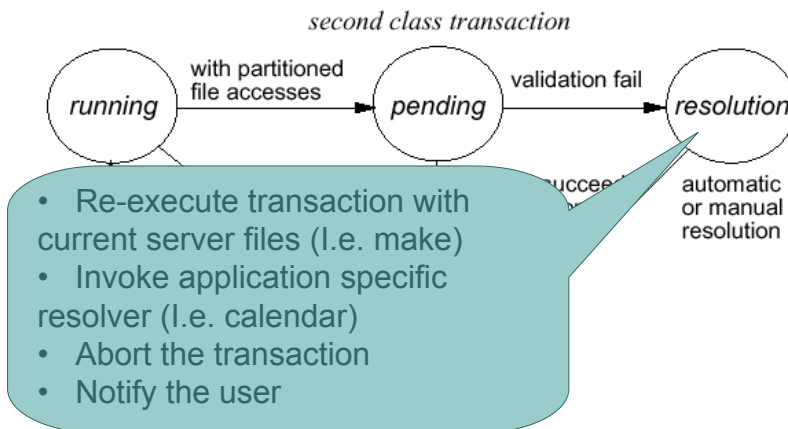 second class transaction
with partitioned
file accesses
validation fail
running
pending
resolution
automatic
or manual
resolution
• Re-execute transaction with
current server files (I.e. make)
• Invoke application specific
resolver (I.e. calendar)
• Abort the transaction
• Notify the user